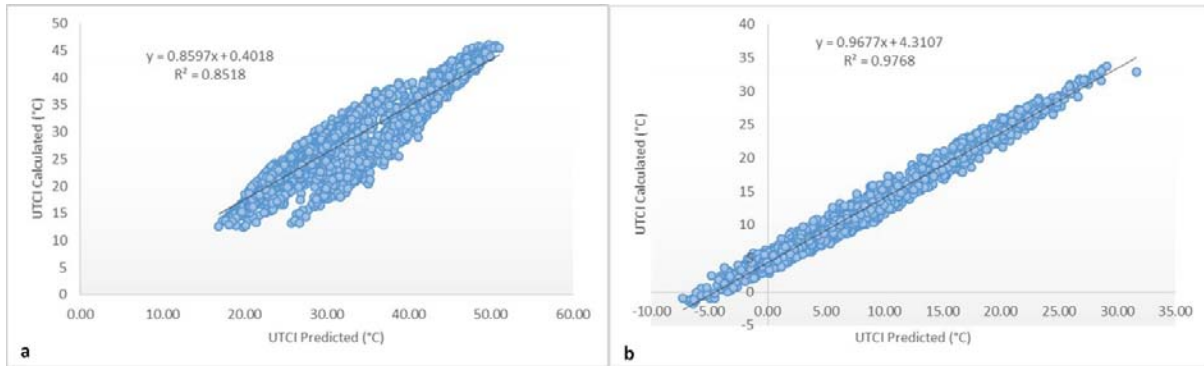 50
45
40
35
30
25
20
15
10
5
0
y = 0.8597x + 0.4018
R² = 0.8518
UTCI Calculated (°C)
0.00 10.00 20.00 30.00 40.00 50.00 60.00
UTCI Predicted (°C)
a
40
35
30
25
20
15
10
5
0
-5
y = 0.9677x + 4.3107
R² = 0.9768
UTCI Calculated (°C)
-10.00 -5.00 0.00 5.00 10.00 15.00 20.00 25.00 30.00 35.00
UTCI Predicted (°C)
b